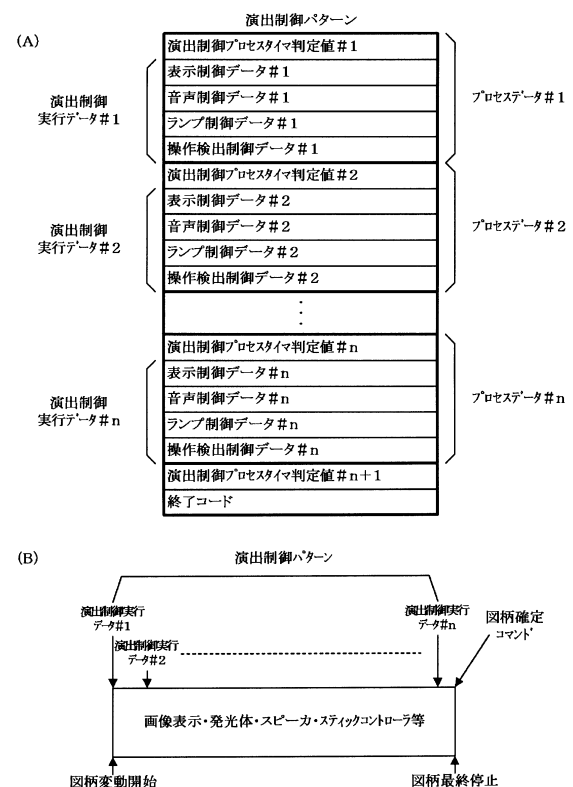 演出制御パターン
(A)
演出制御プロセスタイマ判定値#1
表示制御データ#1
音声制御データ#1
ランプ制御データ#1
操作検出制御データ#1
演出制御
実行データ#1
プロセスデータ#1
演出制御プロセスタイマ判定値#2
表示制御データ#2
音声制御データ#2
ランプ制御データ#2
操作検出制御データ#2
演出制御
実行データ#2
プロセスデータ#2
⋮
演出制御プロセスタイマ判定値#n
表示制御データ#n
音声制御データ#n
ランプ制御データ#n
操作検出制御データ#n
演出制御
実行データ#n
プロセスデータ#n
演出制御プロセスタイマ判定値#n+1
終了コード
(B)
演出制御パターン
演出制御実行
データ#1
演出制御実行
データ#2
演出制御実行
データ#n
図柄確定
コマンド
画像表示・発光体・スピーカ・スティックコントローラ等
図柄変動開始
図柄最終停止